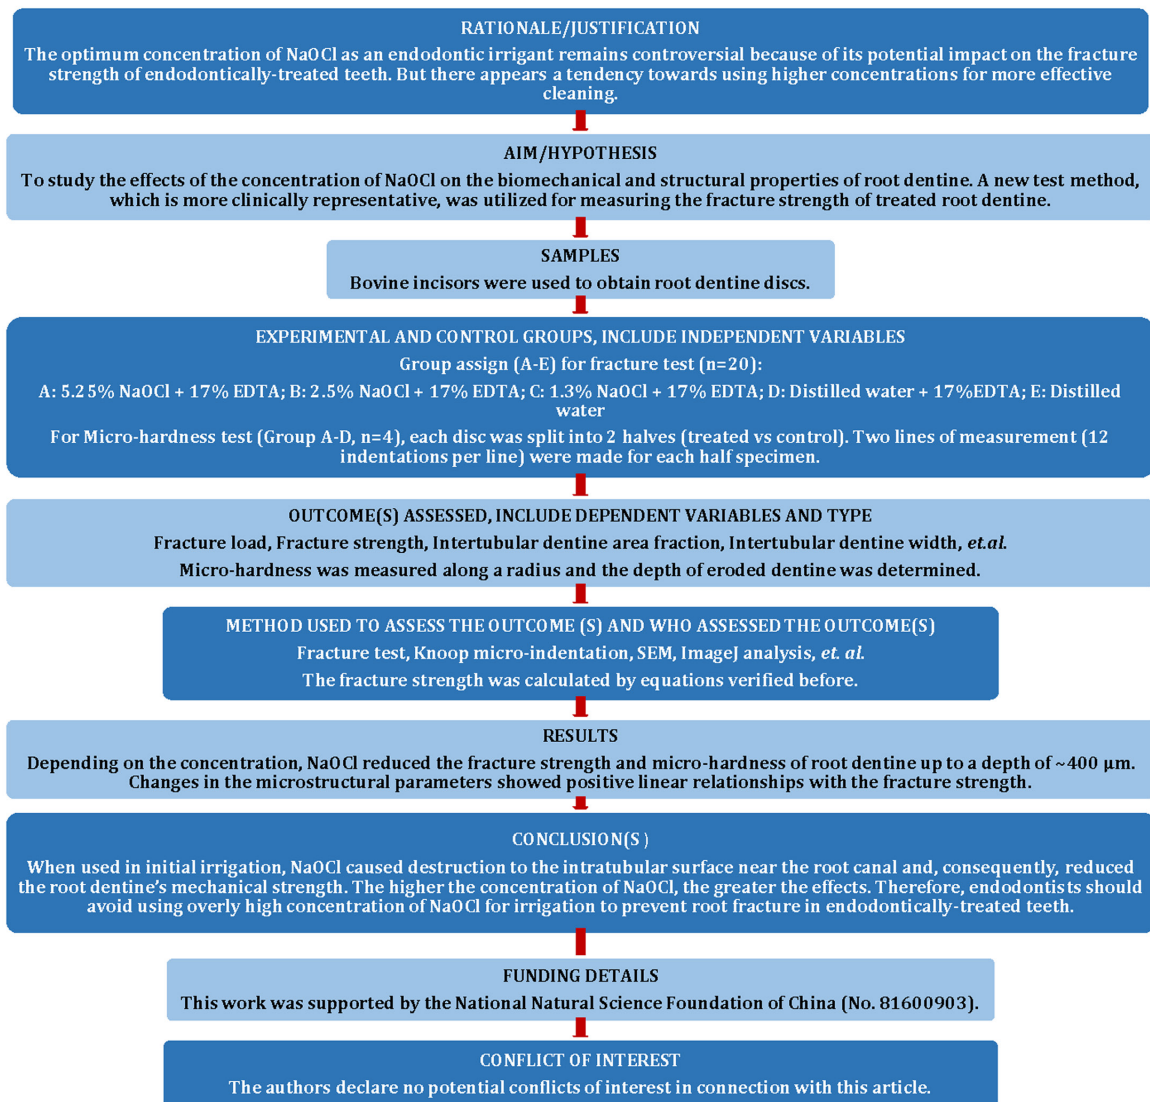 RATIONALE/JUSTIFICATION
The optimum concentration of NaOCl as an endodontic irrigant remains controversial because of its potential impact on the fracture
strength of endodontically-treated teeth. But there appears a tendency towards using higher concentrations for more effective
cleaning.
AIM/HYPOTHESIS
To study the effects of the concentration of NaOCl on the biomechanical and structural properties of root dentine. A new test method,
which is more clinically representative, was utilized for measuring the fracture strength of treated root dentine.
SAMPLES
Bovine incisors were used to obtain root dentine discs.
EXPERIMENTAL AND CONTROL GROUPS, INCLUDE INDEPENDENT VARIABLES
Group assign (A-E) for fracture test (n=20):
A: 5.25% NaOCl + 17% EDTA; B: 2.5% NaOCl + 17% EDTA; C: 1.3% NaOCl + 17% EDTA; D: Distilled water + 17%EDTA; E: Distilled
water
For Micro-hardness test (Group A-D, n=4), each disc was split into 2 halves (treated vs control). Two lines of measurement (12
indentations per line) were made for each half specimen.
OUTCOME(S) ASSESSED, INCLUDE DEPENDENT VARIABLES AND TYPE
Fracture load, Fracture strength, Intertubular dentine area fraction, Intertubular dentine width, et.al.
Micro-hardness was measured along a radius and the depth of eroded dentine was determined.
METHOD USED TO ASSESS THE OUTCOME (S) AND WHO ASSESSED THE OUTCOME(S)
Fracture test, Knoop micro-indentation, SEM, ImageJ analysis, et. al.
The fracture strength was calculated by equations verified before.
RESULTS
Depending on the concentration, NaOCl reduced the fracture strength and micro-hardness of root dentine up to a depth of ~400 μm.
Changes in the microstructural parameters showed positive linear relationships with the fracture strength.
CONCLUSION(S )
When used in initial irrigation, NaOCl caused destruction to the intratubular surface near the root canal and, consequently, reduced
the root dentine's mechanical strength. The higher the concentration of NaOCl, the greater the effects. Therefore, endodontists should
avoid using overly high concentration of NaOCl for irrigation to prevent root fracture in endodontically-treated teeth.
FUNDING DETAILS
This work was supported by the National Natural Science Foundation of China (No. 81600903).
CONFLICT OF INTEREST
The authors declare no potential conflicts of interest in connection with this article.